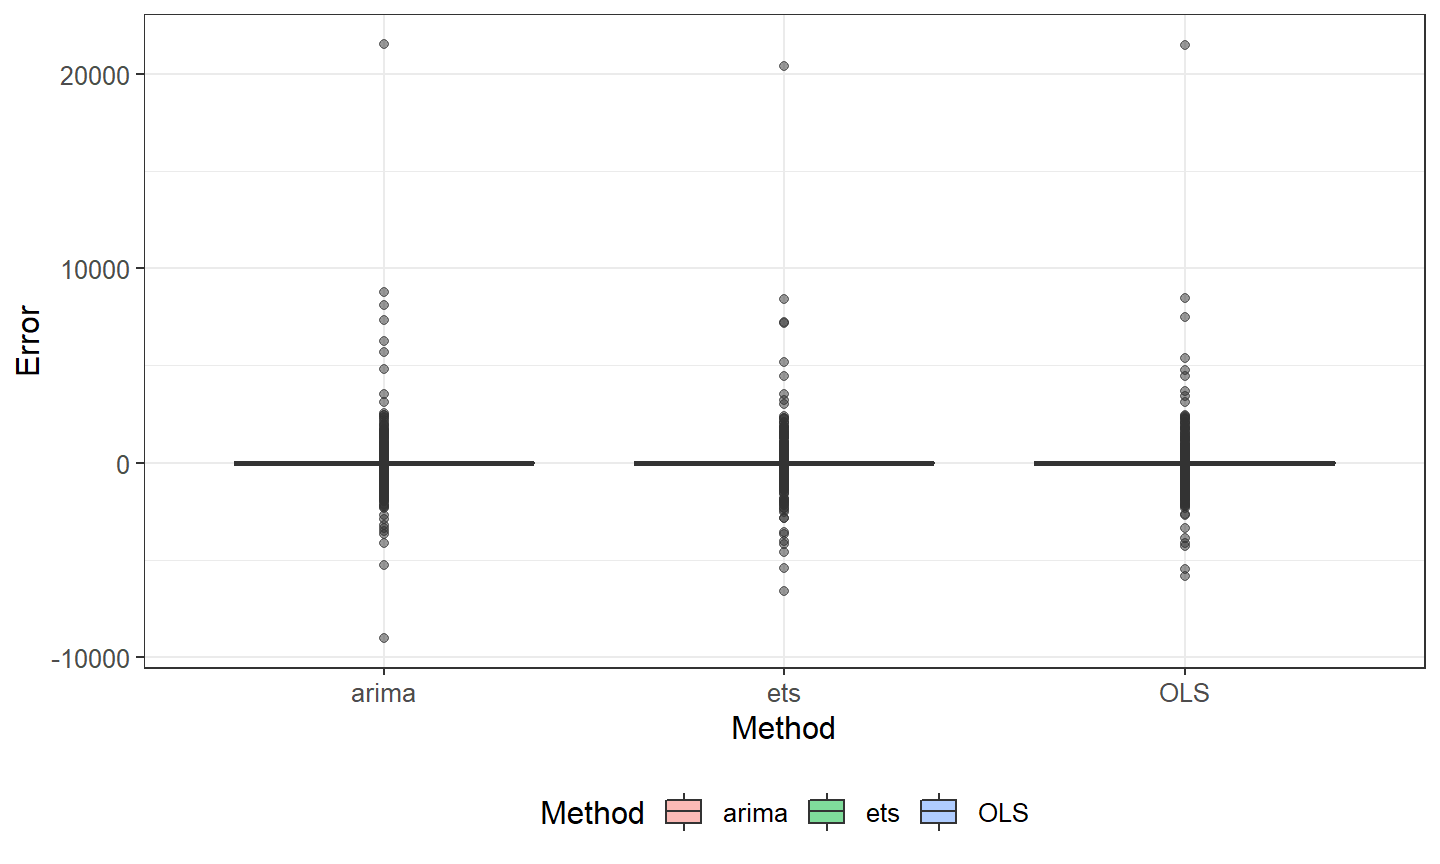 20000
10000
Error
0
-10000
arima ets OLS
Method
Method arima ets OLS